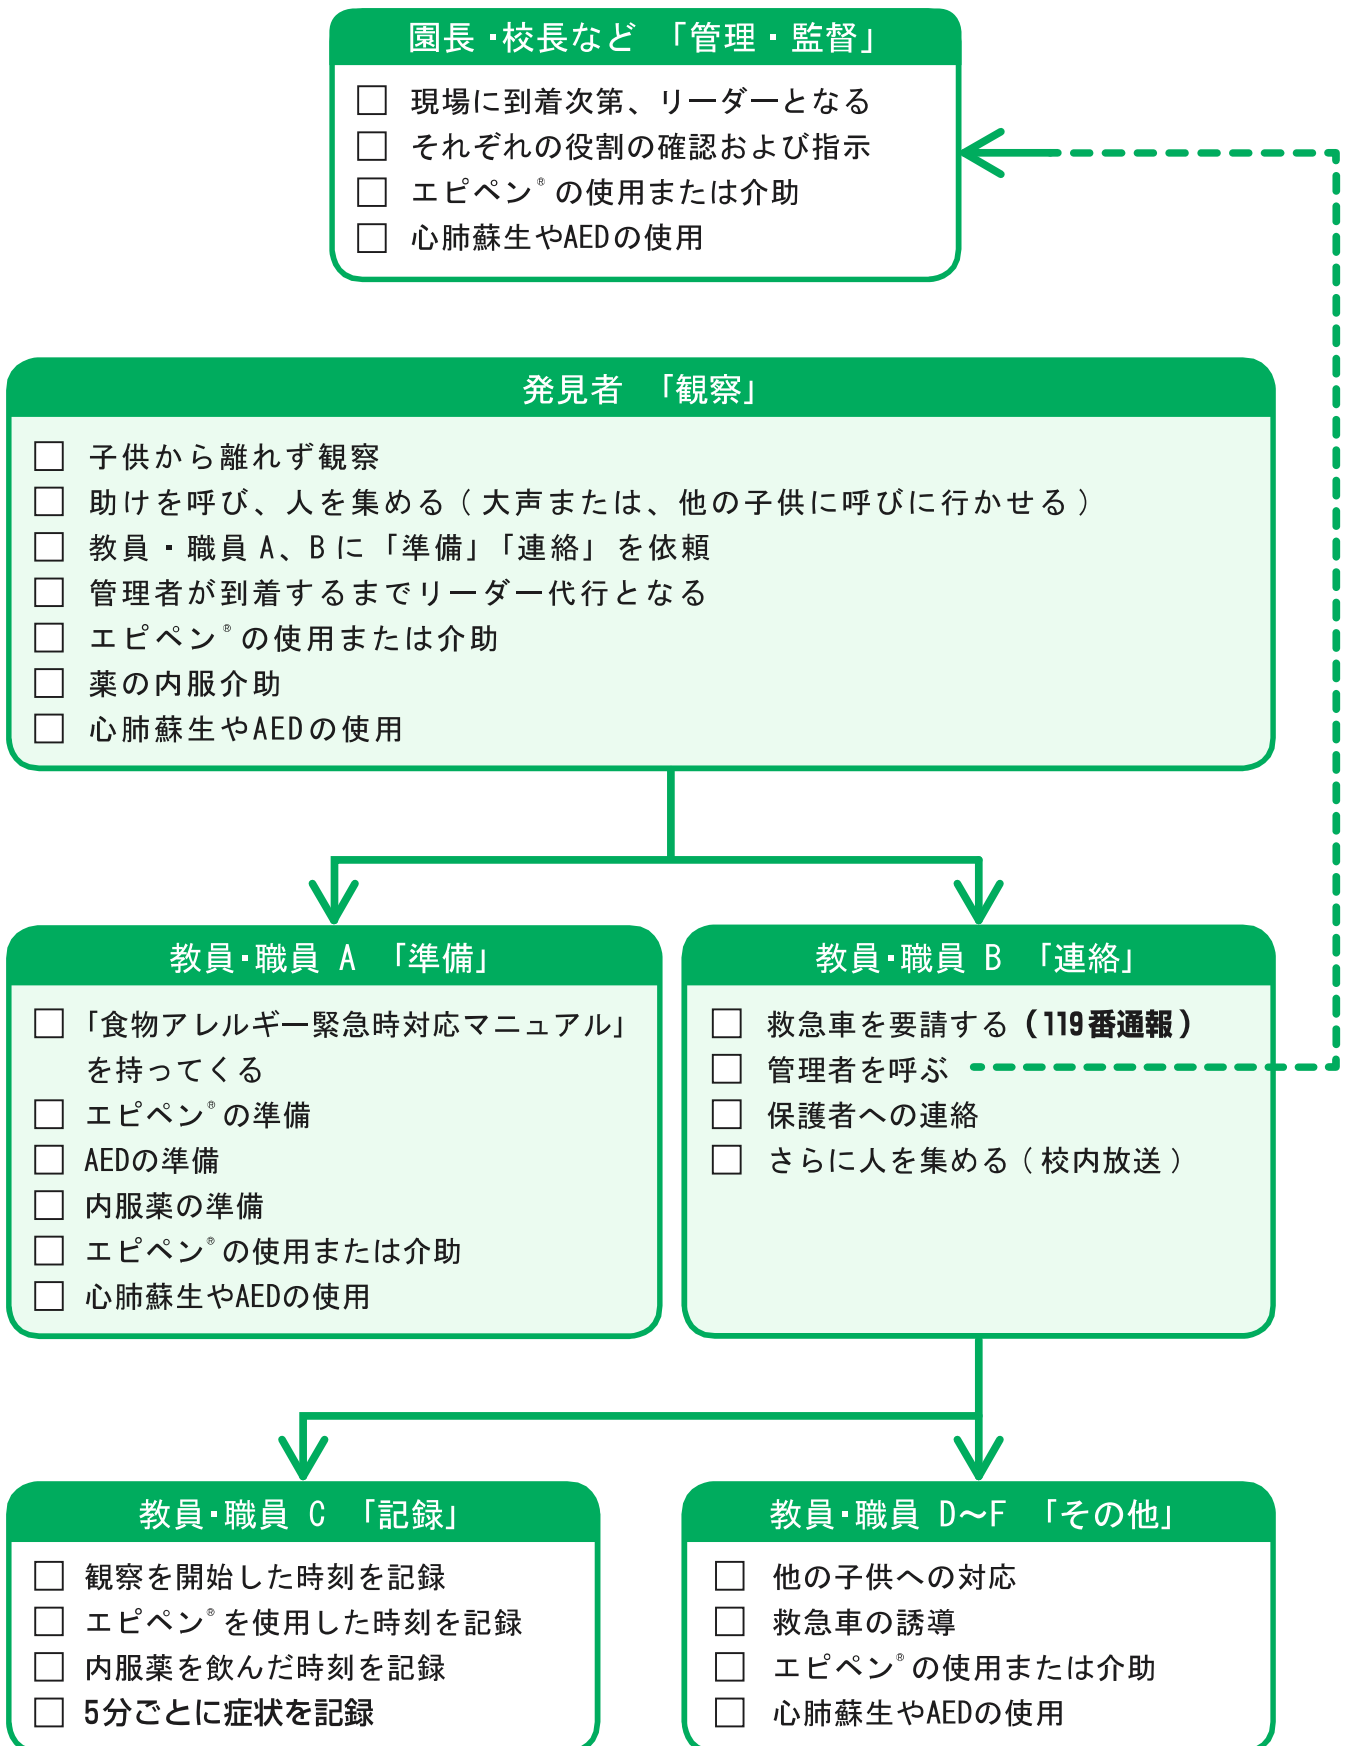 園長・校長など 「管理・監督」
□ 現場に到着次第、リーダーとなる
□ それぞれの役割の確認および指示
□ エピペン®の使用または介助
□ 心肺蘇生やAEDの使用
発見者 「観察」
□ 子供から離れず観察
□ 助けを呼び、人を集める（大声または、他の子供に呼びに行かせる）
□ 教員・職員 A、B に「準備」「連絡」を依頼
□ 管理者が到着するまでリーダー代行となる
□ エピペン®の使用または介助
□ 薬の内服介助
□ 心肺蘇生やAEDの使用
教員・職員 A 「準備」
□ 「食物アレルギー緊急時対応マニュアル」
を持ってくる
□ エピペン®の準備
□ AEDの準備
□ 内服薬の準備
□ エピペン®の使用または介助
□ 心肺蘇生やAEDの使用
教員・職員 B 「連絡」
□ 救急車を要請する（119番通報）
□ 管理者を呼ぶ
□ 保護者への連絡
□ さらに人を集める（校内放送）
教員・職員 C 「記録」
□ 観察を開始した時刻を記録
□ エピペン®を使用した時刻を記録
□ 内服薬を飲んだ時刻を記録
□ 5分ごとに症状を記録
教員・職員 D～F 「その他」
□ 他の子供への対応
□ 救急車の誘導
□ エピペン®の使用または介助
□ 心肺蘇生やAEDの使用